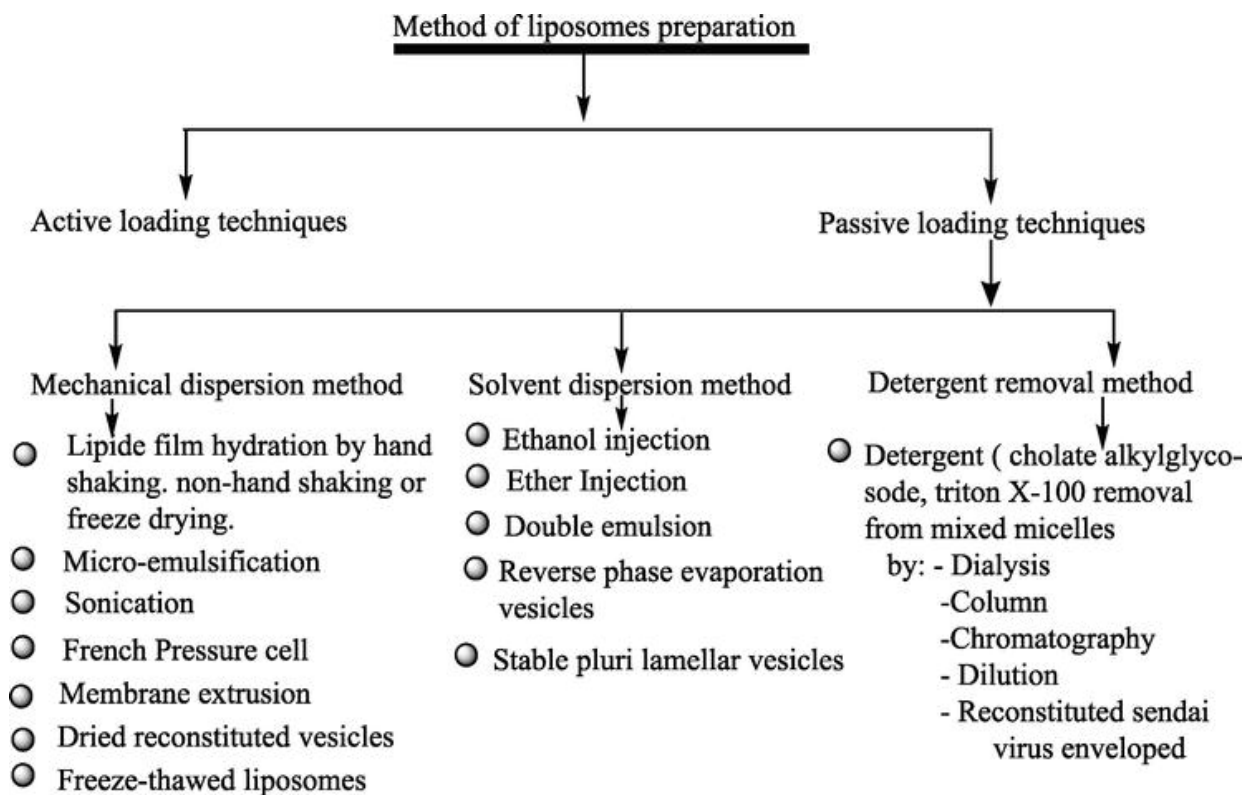 Method of liposomes preparation
Active loading techniques
Passive loading techniques
Mechanical dispersion method
Lipide film hydration by hand
shaking. non-hand shaking or
freeze drying.
Micro-emulsification
Sonication
French Pressure cell
Membrane extrusion
Dried reconstituted vesicles
Freeze-thawed liposomes
Solvent dispersion method
Ethanol injection
Ether Injection
Double emulsion
Reverse phase evaporation
vesicles
Stable pluri lamellar vesicles
Detergent removal method
Detergent ( cholate alkylglyco-
sode, triton X-100 removal
from mixed micelles
by: - Dialysis
-Column
-Chromatography
- Dilution
- Reconstituted sendai
virus enveloped